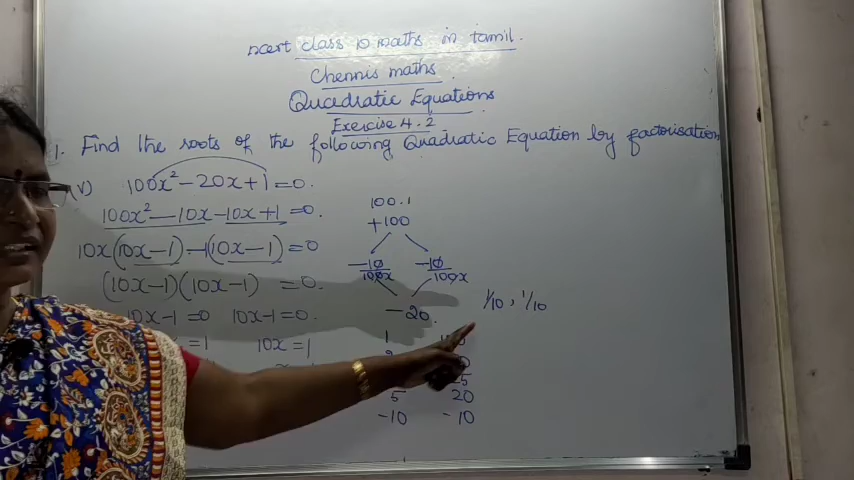 ncert class 10 maths in tamil.
Chennis maths
Quadratic Equations
Exercise 4.2
1. Find the roots of the following Quadratic Equation by factorisation
v) 100x² - 20x + 1 = 0.
100x² - 10x - 10x + 1 = 0.
10x(10x-1) -1(10x-1) = 0
(10x-1)(10x-1) = 0.
10x-1 = 0 10x-1 = 0.
10x = 1
100.1
+100
-10/100x -10/100x
-20.
1/10, 1/10
1
5 20
-10 -10